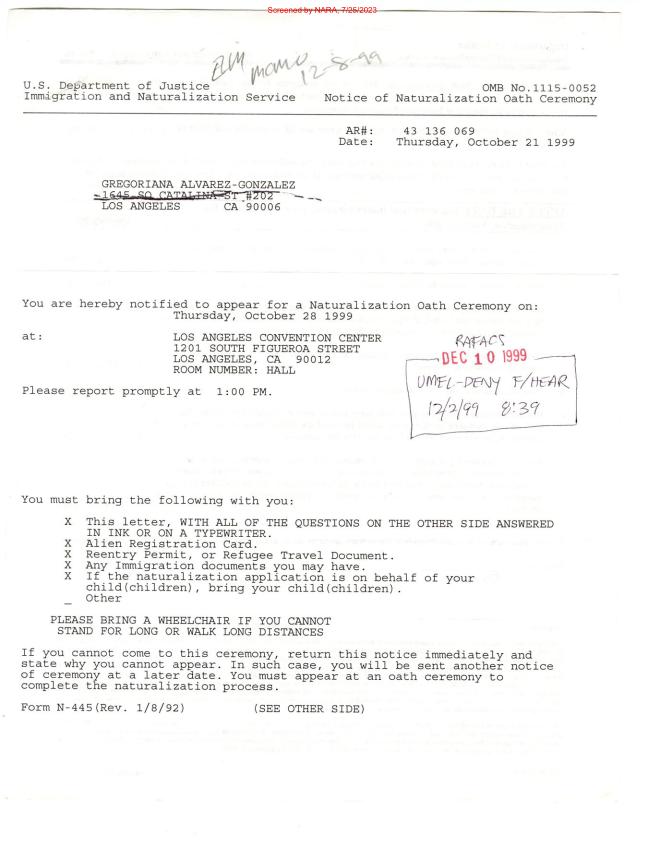 Screened by NARA, 7/25/2023
12-8-99
U.S. Department of Justice OMB No.1115-0052
Immigration and Naturalization Service Notice of Naturalization Oath Ceremony
AR#: 43 136 069
Date: Thursday, October 21 1999
GREGORIANA ALVAREZ-GONZALEZ
1645 SO CATALINA ST #202
LOS ANGELES CA 90006
You are hereby notified to appear for a Naturalization Oath Ceremony on:
Thursday, October 28 1999
at: LOS ANGELES CONVENTION CENTER
1201 SOUTH FIGUEROA STREET
LOS ANGELES, CA 90012
ROOM NUMBER: HALL
Please report promptly at 1:00 PM.
RAFACS
DEC 10 1999
UMEL-DENY F/HEAR
12/2/99 8:39
You must bring the following with you:
X This letter, WITH ALL OF THE QUESTIONS ON THE OTHER SIDE ANSWERED
IN INK OR ON A TYPEWRITER.
X Alien Registration Card.
X Reentry Permit, or Refugee Travel Document.
X Any Immigration documents you may have.
X If the naturalization application is on behalf of your
child(children), bring your child(children).
_ Other
PLEASE BRING A WHEELCHAIR IF YOU CANNOT
STAND FOR LONG OR WALK LONG DISTANCES
If you cannot come to this ceremony, return this notice immediately and
state why you cannot appear. In such case, you will be sent another notice
of ceremony at a later date. You must appear at an oath ceremony to
complete the naturalization process.
Form N-445(Rev. 1/8/92) (SEE OTHER SIDE)